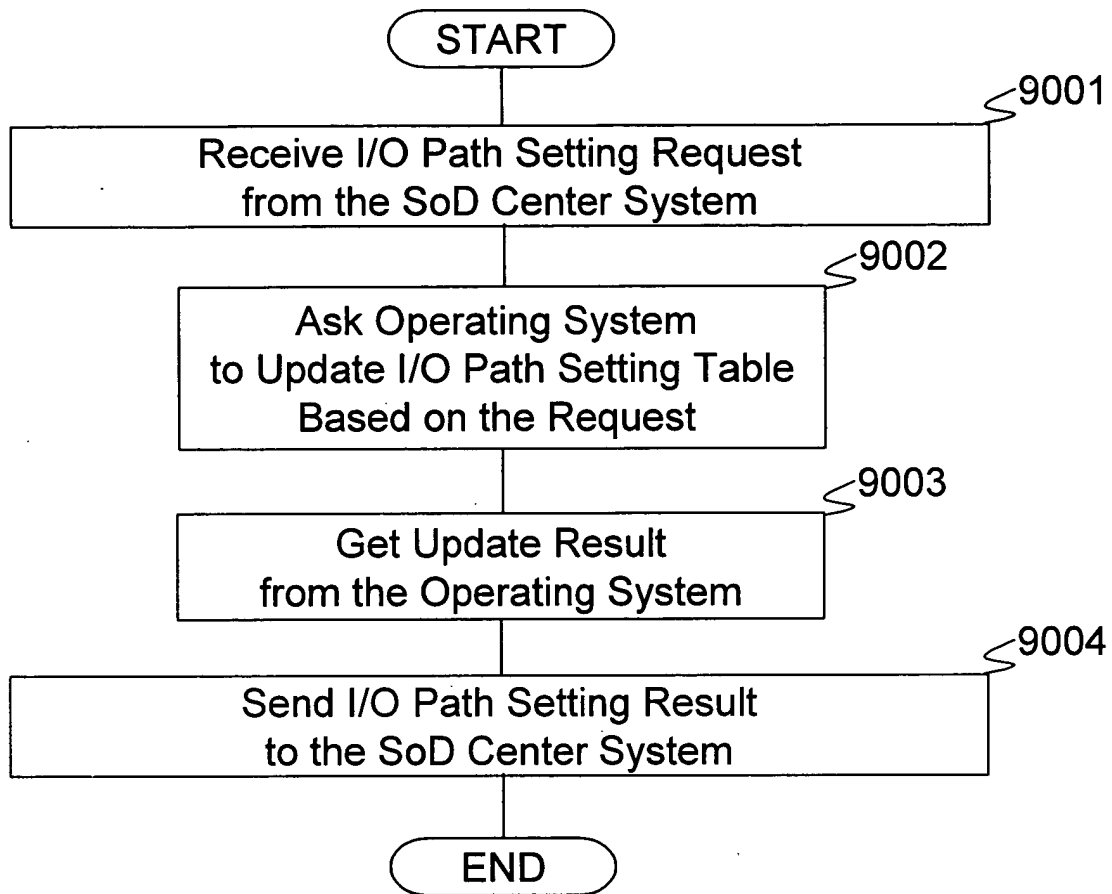 START
9001
Receive I/O Path Setting Request
from the SoD Center System
9002
Ask Operating System
to Update I/O Path Setting Table
Based on the Request
9003
Get Update Result
from the Operating System
9004
Send I/O Path Setting Result
to the SoD Center System
END